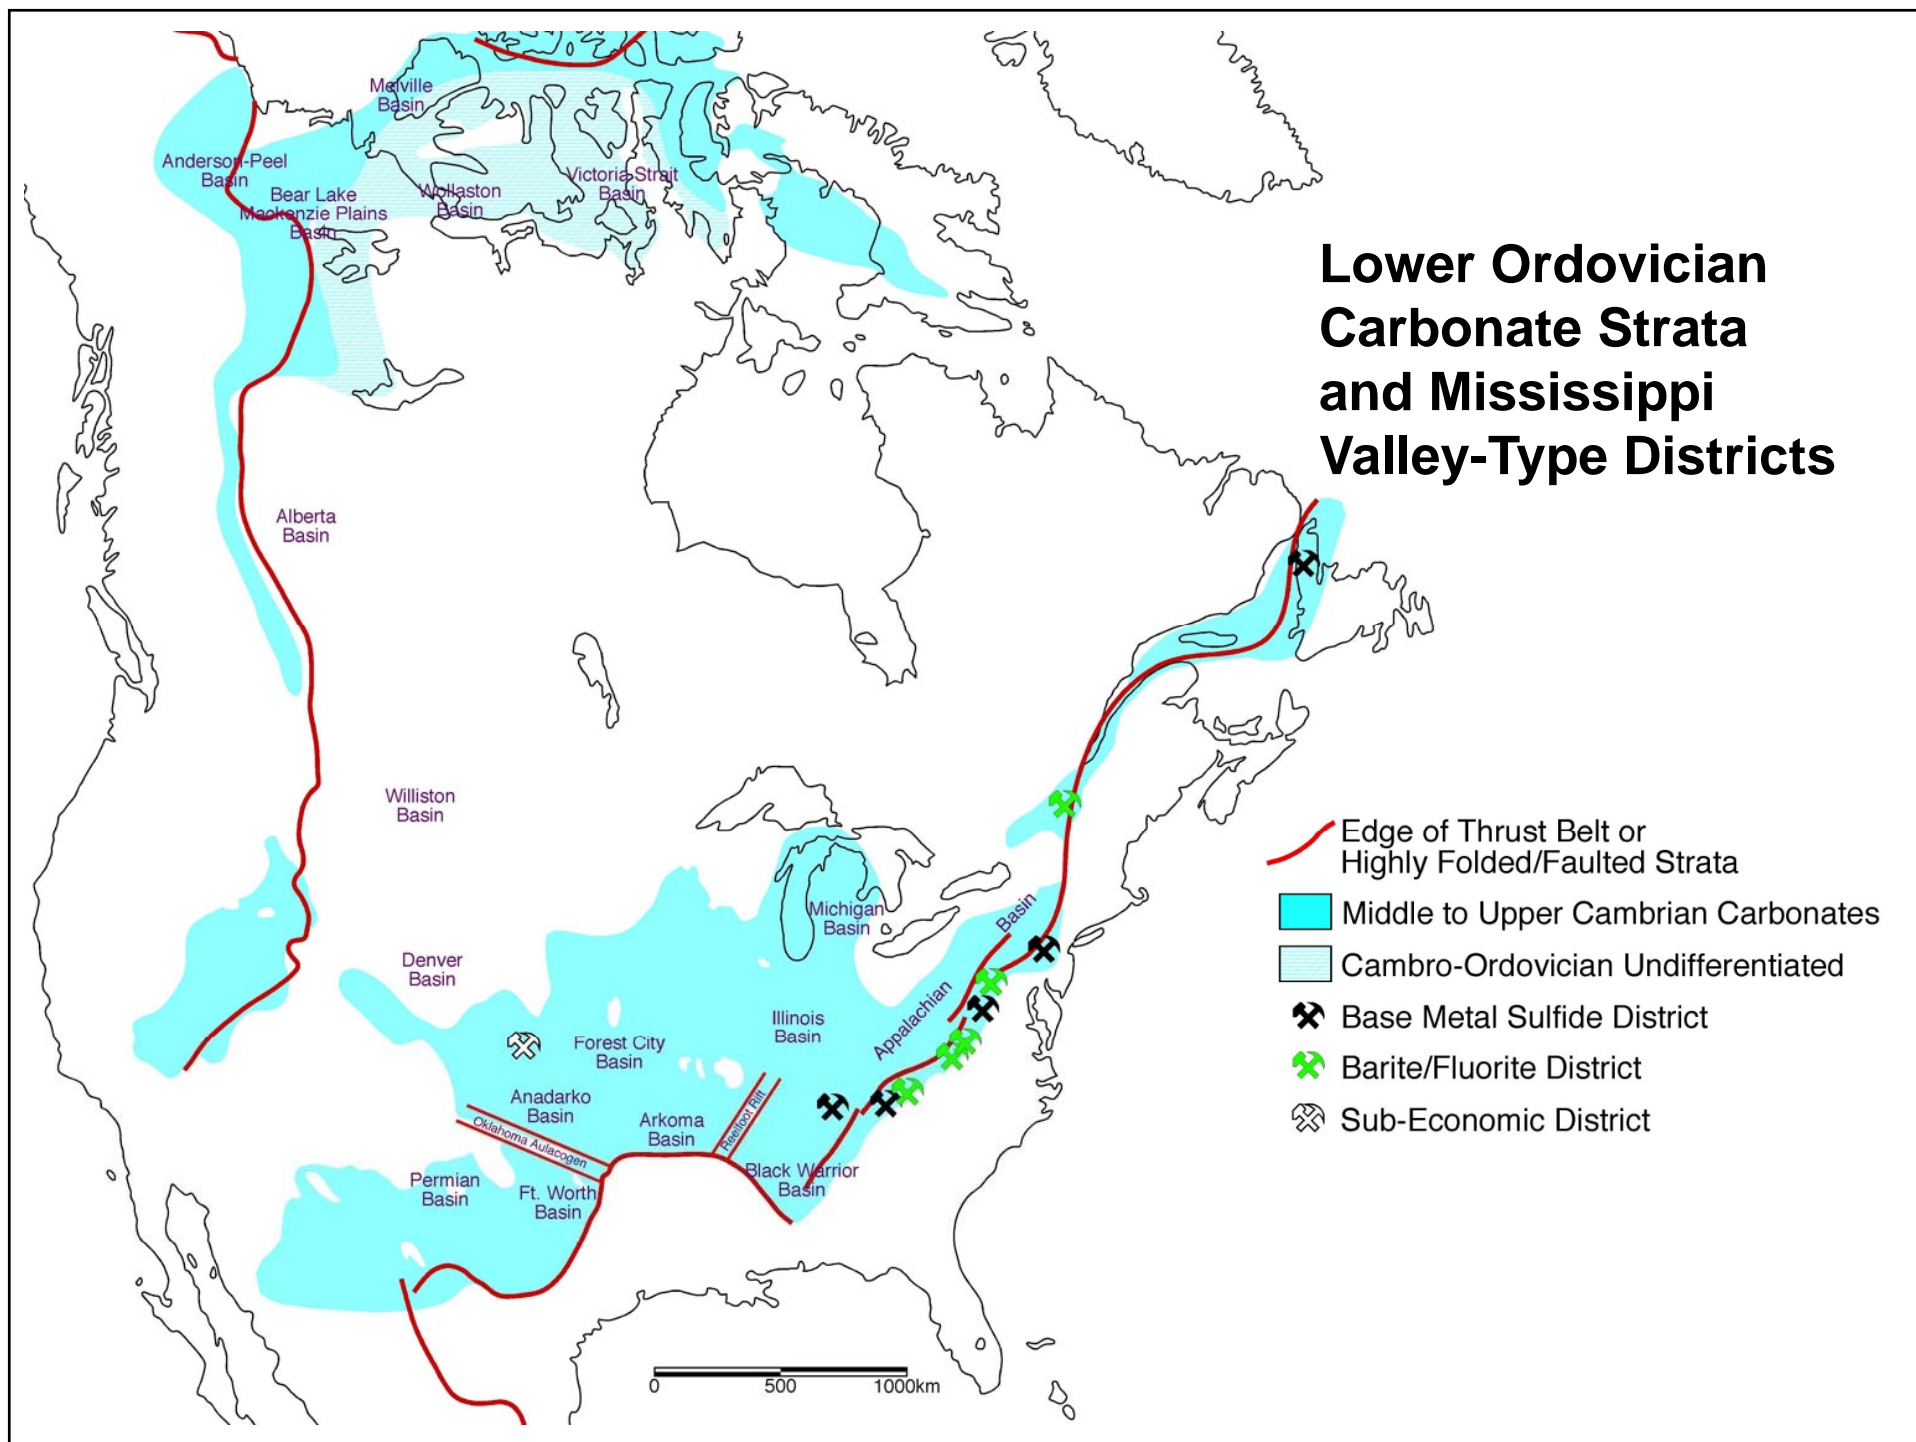 Lower Ordovician
Carbonate Strata
and Mississippi
Valley-Type Districts
Melville
Basin
Anderson-Peel
Basin
Bear Lake
Mackenzie Plains
Basin
Wollaston
Basin
Victoria Strait
Basin
Alberta
Basin
Williston
Basin
Michigan
Basin
Denver
Basin
Appalachian
Basin
Illinois
Basin
Forest City
Basin
Anadarko
Basin
Arkoma
Basin
Oklahoma Aulacogen
Reelfoot Rift
Black Warrior
Basin
Permian
Basin
Ft. Worth
Basin
Edge of Thrust Belt or
Highly Folded/Faulted Strata
Middle to Upper Cambrian Carbonates
Cambro-Ordovician Undifferentiated
Base Metal Sulfide District
Barite/Fluorite District
Sub-Economic District
0 500 1000km